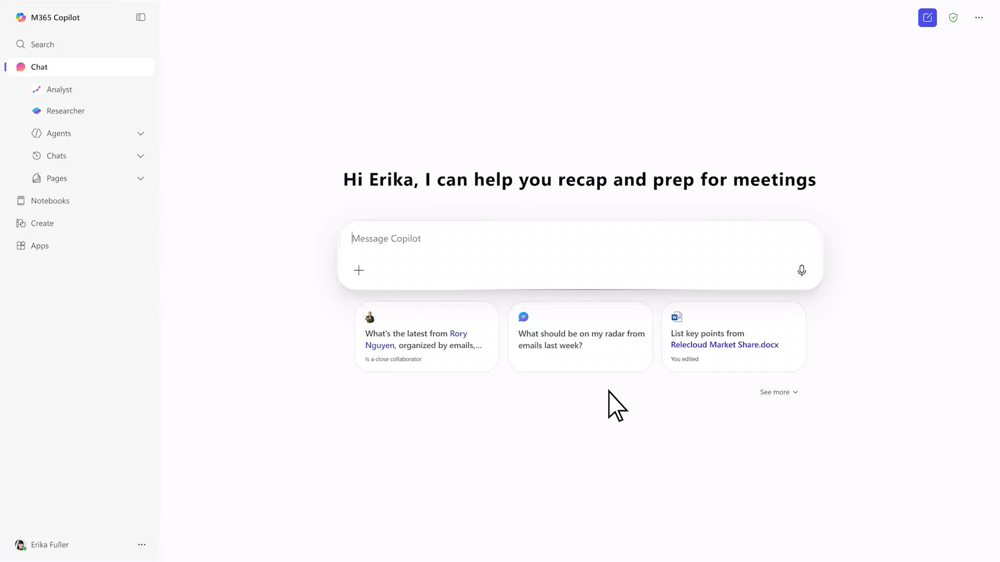 M365 Copilot
Search
Chat
Analyst
Researcher
Agents
Chats
Pages
Notebooks
Create
Apps
Erika Fuller
Hi Erika, I can help you recap and prep for meetings
Message Copilot
What's the latest from Rory
Nguyen, organized by emails,...
Is a close collaborator
What should be on my radar from
emails last week?
W
List key points from
Relecloud Market Share.docx
You edited
See more